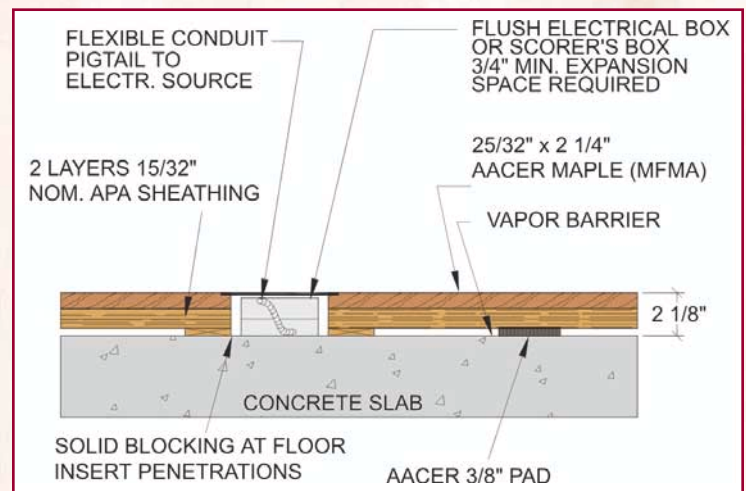 FLEXIBLE CONDUIT
PIGTAIL TO
ELECTR. SOURCE
FLUSH ELECTRICAL BOX
OR SCORER'S BOX
3/4" MIN. EXPANSION
SPACE REQUIRED
2 LAYERS 15/32"
NOM. APA SHEATHING
25/32" x 2 1/4"
AACER MAPLE (MFMA)
VAPOR BARRIER
2 1/8"
CONCRETE SLAB
SOLID BLOCKING AT FLOOR
INSERT PENETRATIONS
AACER 3/8" PAD